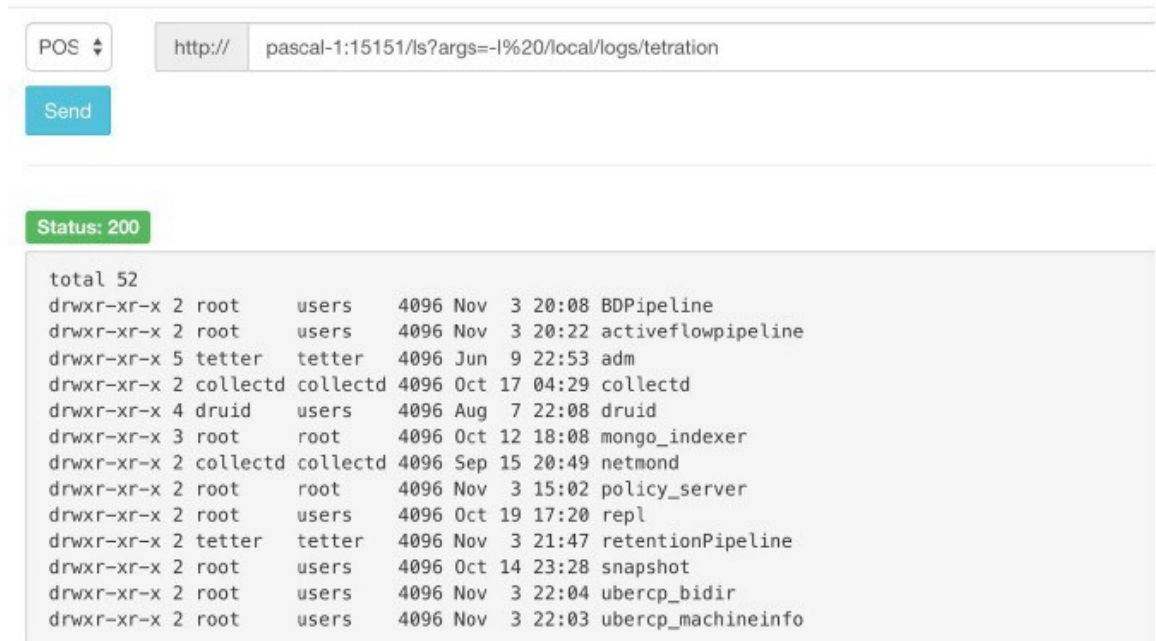 POS http:// pascal-1:15151/ls?args=-l%20/local/logs/tetration
Send
Status: 200
total 52
drwxr-xr-x 2 root     users    4096 Nov  3 20:08 BDPipeline
drwxr-xr-x 2 root     users    4096 Nov  3 20:22 activeflowpipeline
drwxr-xr-x 5 tetter   tetter   4096 Jun  9 22:53 adm
drwxr-xr-x 2 collectd collectd 4096 Oct 17 04:29 collectd
drwxr-xr-x 4 druid    users    4096 Aug  7 22:08 druid
drwxr-xr-x 3 root     root     4096 Oct 12 18:08 mongo_indexer
drwxr-xr-x 2 collectd collectd 4096 Sep 15 20:49 netmond
drwxr-xr-x 2 root     root     4096 Nov  3 15:02 policy_server
drwxr-xr-x 2 root     users    4096 Oct 19 17:20 repl
drwxr-xr-x 2 tetter   tetter   4096 Nov  3 21:47 retentionPipeline
drwxr-xr-x 2 root     users    4096 Oct 14 23:28 snapshot
drwxr-xr-x 2 root     users    4096 Nov  3 22:04 ubercp_bidir
drwxr-xr-x 2 root     users    4096 Nov  3 22:03 ubercp_machineinfo